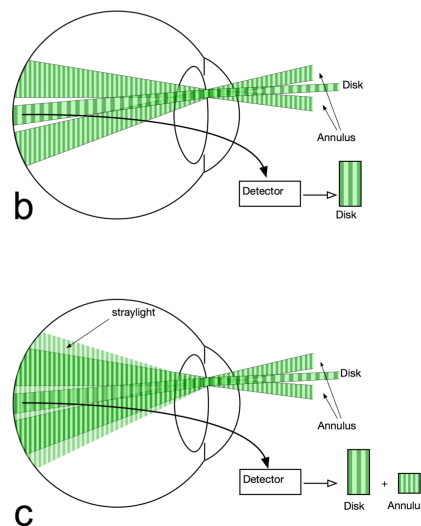 Disk
Annulus
Detector
Disk
b
straylight
Disk
Annulus
Detector
+
Disk
Annulu
c